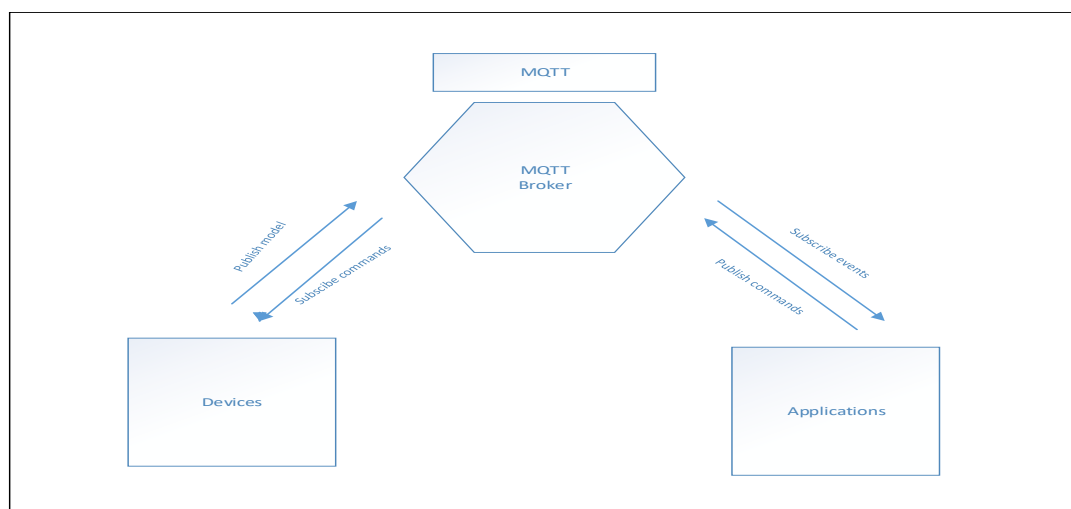 MQTT
MQTT
Broker
Publish model
Subscibe commands
Subscribe events
Publish commands
Devices
Applications